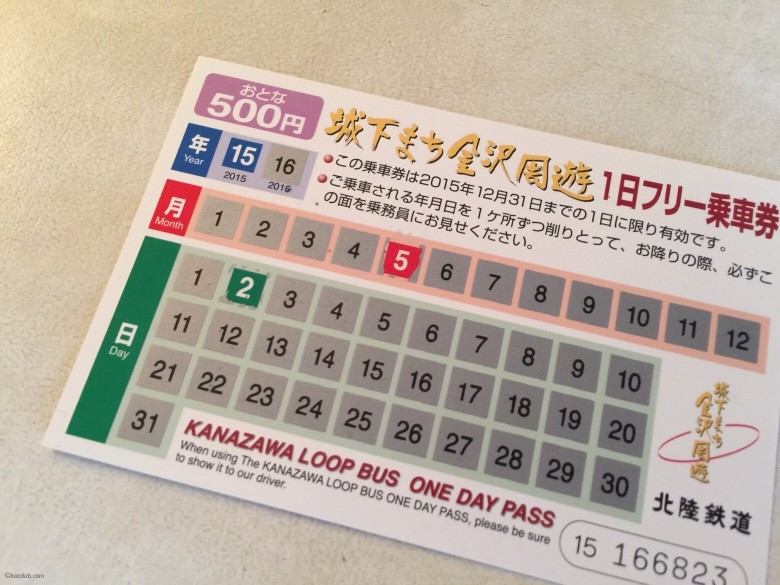 おとな
500円
城下まち金沢周遊 1日フリー乗車券
●この乗車券は2015年12月31日までの1日に限り有効です。
●ご乗車される年月日を1ケ所ずつ削りとって、お降りの際、必ずこ
の面を乗務員にお見せください。
年 15 16
Year 2015 2016
月 1 2 3 4 5 6 7 8 9 10 11 12
Month
日
Day
1 2 3 4 5 6 7 8 9 10
11 12 13 14 15 16 17 18 19 20
21 22 23 24 25 26 27 28 29 30
31
KANAZAWA LOOP BUS ONE DAY PASS
When using The KANAZAWA LOOP BUS ONE DAY PASS, please be sure
to show it to our driver.
城下まち
金沢周遊
北陸鉄道
15 166823
©kotolab.com